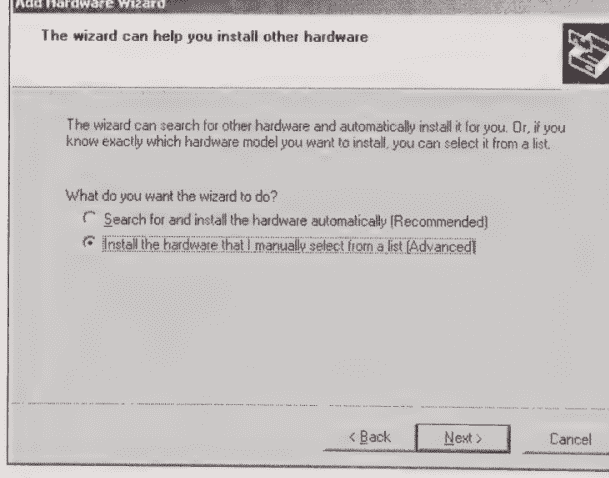 Add Hardware Wizard
The wizard can help you install other hardware
The wizard can search for other hardware and automatically install it for you. Or, if you
know exactly which hardware model you want to install, you can select it from a list.
What do you want the wizard to do?
Search for and install the hardware automatically (Recommended)
Install the hardware that I manually select from a list (Advanced)
< Back
Next >
Cancel